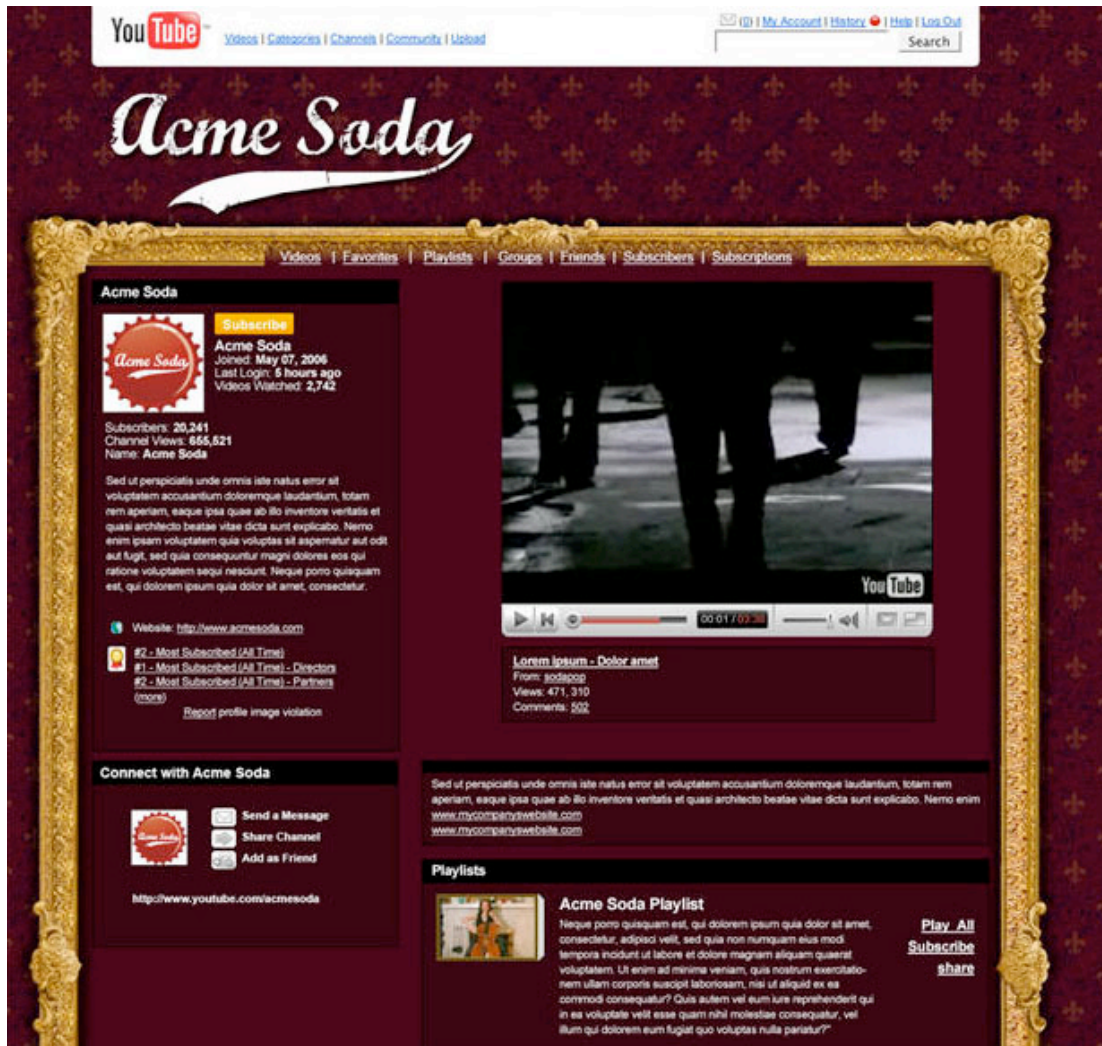 You Tube
(0) | My Account | History | Help | Log Out
Videos | Categories | Channels | Community | Upload
Search
Acme Soda
Videos | Favorites | Playlists | Groups | Friends | Subscribers | Subscriptions
Acme Soda
Acme Soda
Subscribe
Acme Soda
Joined: May 07, 2006
Last Login: 5 hours ago
Videos Watched: 2,742
Subscribers: 20,241
Channel Views: 655,521
Name: Acme Soda
Sed ut perspiciatis unde omnis iste natus error sit
voluptatem accusantium doloremque laudantium, totam
rem aperiam, eaque ipsa quae ab illo inventore veritatis et
quasi architecto beatae vitae dicta sunt explicabo. Nemo
enim ipsam voluptatem quia voluptas sit aspernatur aut odit
aut fugit, sed quia consequuntur magni dolores eos qui
ratione voluptatem sequi nesciunt. Neque porro quisquam
est, qui dolorem ipsum quia dolor sit amet, consectetur.
Website: http://www.acmesoda.com
#2 - Most Subscribed (All Time)
#1 - Most Subscribed (All Time) - Directors
#2 - Most Subscribed (All Time) - Partners
(more)
Report profile image violation
Connect with Acme Soda
Acme Soda
Send a Message
Share Channel
Add as Friend
http://www.youtube.com/acmesoda
You Tube
00:01 / 03:30
Lorem ipsum - Dolor amet
From: sodapop
Views: 471, 310
Comments: 502
Sed ut perspiciatis unde omnis iste natus error sit voluptatem accusantium doloremque laudantium, totam rem
aperiam, eaque ipsa quae ab illo inventore veritatis et quasi architecto beatae vitae dicta sunt explicabo. Nemo enim
www.mycompanyswebsite.com
www.mycompanyswebsite.com
Playlists
Acme Soda Playlist
Neque porro quisquam est, qui dolorem ipsum quia dolor sit amet,
consectetur, adipisci velit, sed quia non numquam eius modi
tempora incidunt ut labore et dolore magnam aliquam quaerat
voluptatem. Ut enim ad minima veniam, quis nostrum exercitatio-
nem ullam corporis suscipit laboriosam, nisi ut aliquid ex ea
commodi consequatur? Quis autem vel eum iure reprehenderit qui
in ea voluptate velit esse quam nihil molestiae consequatur, vel
illum qui dolorem eum fugiat quo voluptas nulla pariatur?"
Play All
Subscribe
share